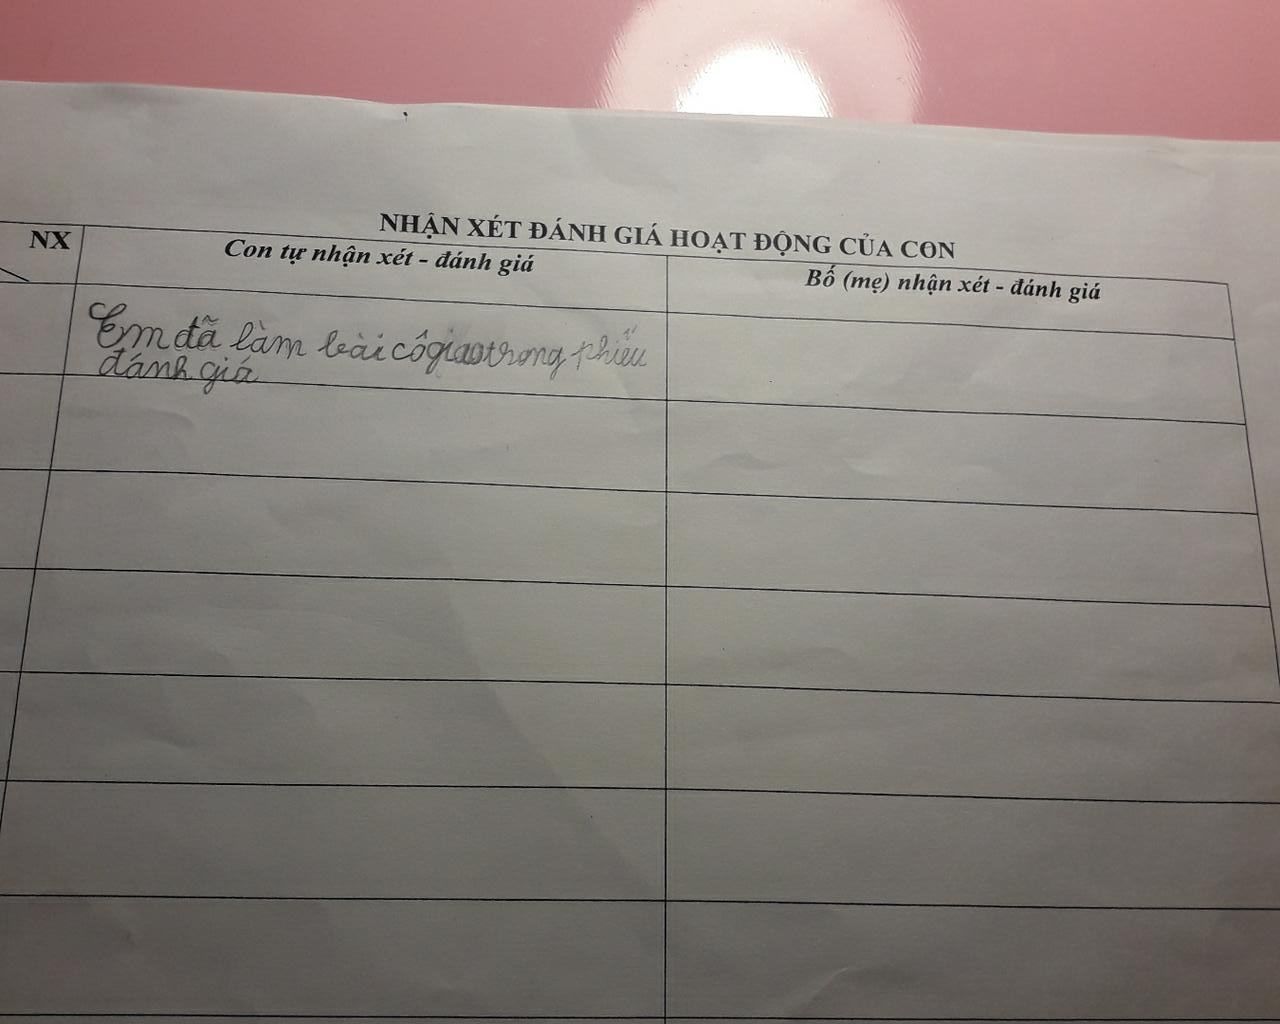 NHẬN XÉT ĐÁNH GIÁ HOẠT ĐỘNG CỦA CON
NX
Con tự nhận xét - đánh giá
Bố (mẹ) nhận xét - đánh giá
Em đã làm bài cô giao trong phiếu
đánh giá